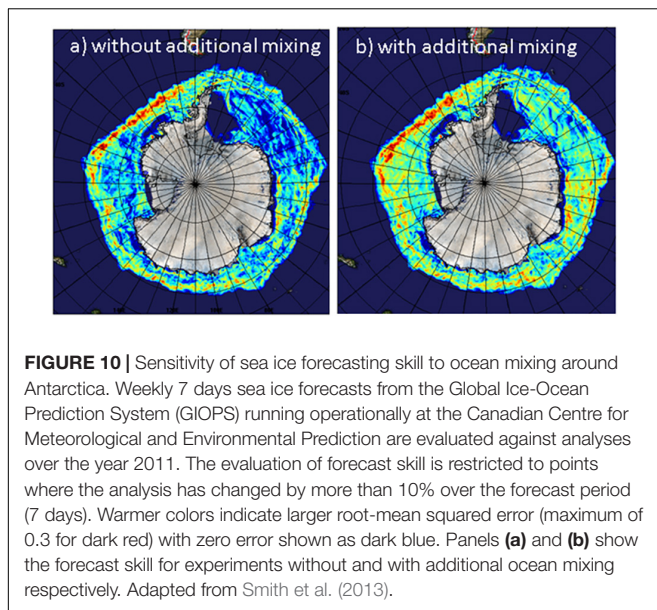 a) without additional mixing
b) with additional mixing
FIGURE 10 | Sensitivity of sea ice forecasting skill to ocean mixing around
Antarctica. Weekly 7 days sea ice forecasts from the Global Ice-Ocean
Prediction System (GIOPS) running operationally at the Canadian Centre for
Meteorological and Environmental Prediction are evaluated against analyses
over the year 2011. The evaluation of forecast skill is restricted to points
where the analysis has changed by more than 10% over the forecast period
(7 days). Warmer colors indicate larger root-mean squared error (maximum of
0.3 for dark red) with zero error shown as dark blue. Panels (a) and (b) show
the forecast skill for experiments without and with additional ocean mixing
respectively. Adapted from Smith et al. (2013).